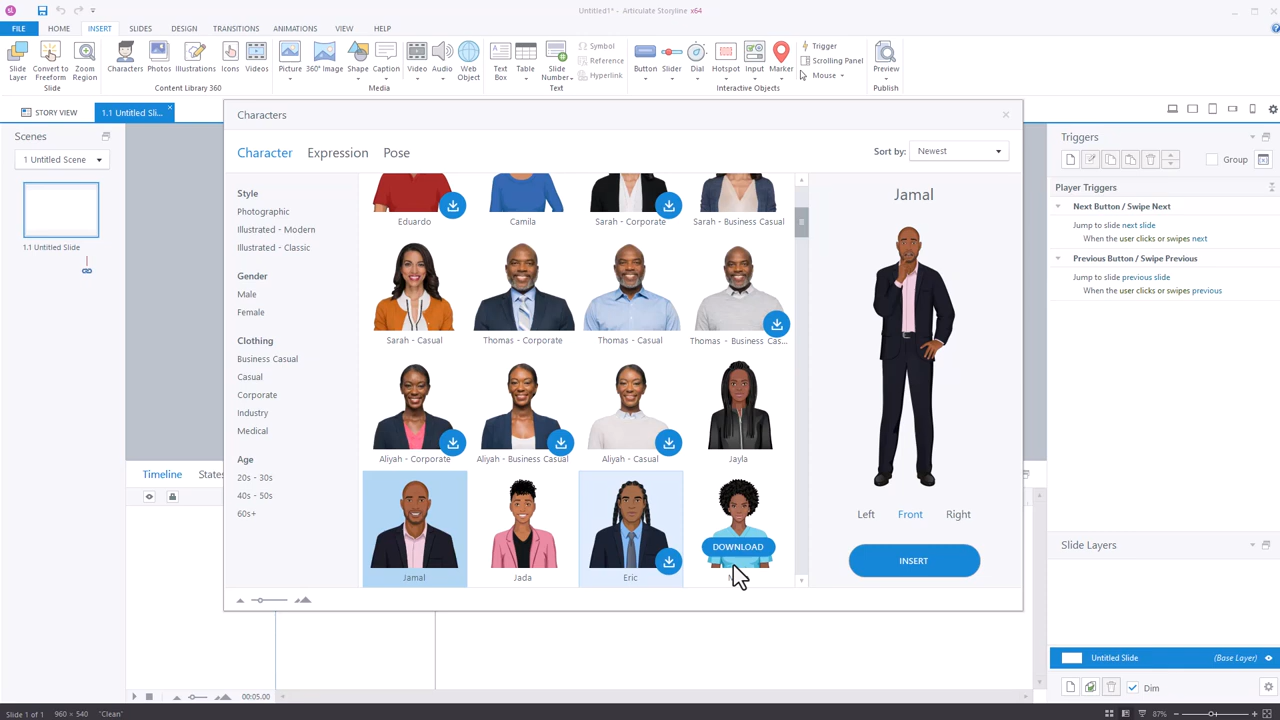 Untitled1* - Articulate Storyline x64
FILE HOME INSERT SLIDES DESIGN TRANSITIONS ANIMATIONS VIEW HELP
Slide Layer
Convert to Freeform
Zoom Region
Slide
Characters
Photos
Illustrations
Icons
Videos
Content Library 360
Picture
360° Image
Shape
Caption
Video
Audio
Web Object
Media
Text Box
Table
Slide Number
Symbol
Reference
Hyperlink
Text
Button
Slider
Dial
Hotspot
Input
Marker
Trigger
Scrolling Panel
Mouse
Interactive Objects
Preview
Publish
STORY VIEW
1.1 Untitled Sli...
Scenes
1 Untitled Scene
1.1 Untitled Slide
Characters
Character Expression Pose
Sort by: Newest
Style
Photographic
Illustrated - Modern
Illustrated - Classic
Gender
Male
Female
Clothing
Business Casual
Casual
Corporate
Industry
Medical
Age
20s - 30s
40s - 50s
60s+
Eduardo Camila Sarah - Corporate Sarah - Business Casual
Sarah - Casual Thomas - Corporate Thomas - Casual Thomas - Business Cas...
Aliyah - Corporate Aliyah - Business Casual Aliyah - Casual Jayla
DOWNLOAD
Jamal Jada Eric
Jamal
Left Front Right
INSERT
Triggers
Group
Player Triggers
Next Button / Swipe Next
Jump to slide next slide
When the user clicks or swipes next
Previous Button / Swipe Previous
Jump to slide previous slide
When the user clicks or swipes previous
Timeline States
00:05.00
Slide Layers
Untitled Slide (Base Layer)
Dim
Slide 1 of 1 960 × 540 "Clean"
87%